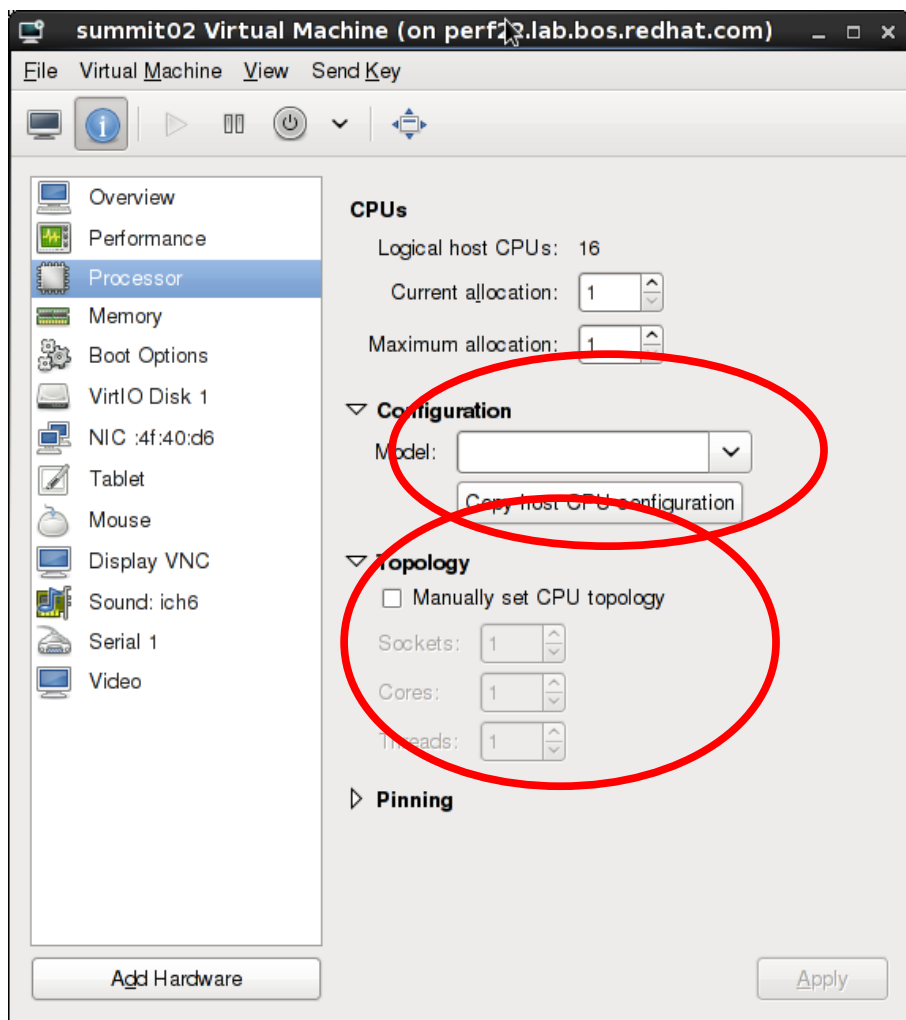 summit02 Virtual Machine (on perf22.lab.bos.redhat.com)
File Virtual Machine View Send Key
Overview
Performance
Processor
Memory
Boot Options
VirtIO Disk 1
NIC :4f:40:d6
Tablet
Mouse
Display VNC
Sound: ich6
Serial 1
Video
Add Hardware
CPUs
Logical host CPUs: 16
Current allocation: 1
Maximum allocation: 1
Configuration
Model:
Copy host CPU configuration
Topology
Manually set CPU topology
Sockets: 1
Cores: 1
Threads: 1
Pinning
Apply